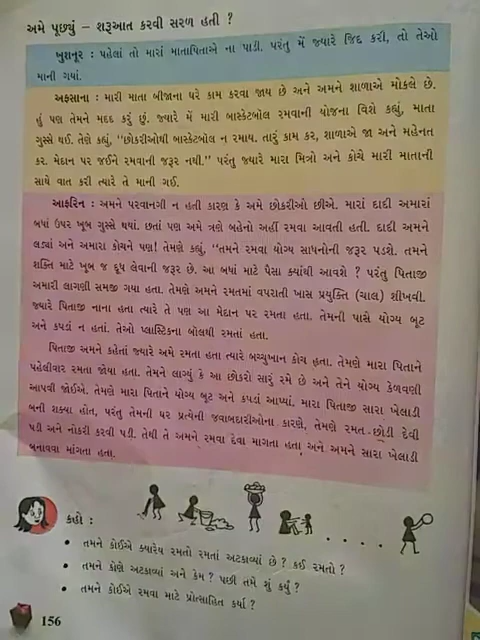 અમે પૂછ્યું – શરૂઆત કરવી સરળ હતી ?
ખુશનૂર : પહેલાં તો મારાં માતાપિતાએ ના પાડી. પરંતુ મેં જ્યારે જિદ કરી, તો તેઓ
માની ગયાં.
અફસાના : મારી માતા બીજાના ઘરે કામ કરવા જાય છે અને અમને શાળાએ મોકલે છે.
હું પણ તેમને મદદ કરું છું. જ્યારે મેં મારી બાસ્કેટબોલ રમવાની યોજના વિશે કહ્યું, માતા
ગુસ્સે થઈ. તેણે કહ્યું, “છોકરીઓથી બાસ્કેટબોલ ન રમાય. તારું કામ કર, શાળાએ જા અને મહેનત
કર. મેદાન પર જઈને રમવાની જરૂર નથી.” પરંતુ જ્યારે મારા મિત્રો અને કોચે મારી માતાની
સાથે વાત કરી ત્યારે તે માની ગઈ.
આફરિન : અમને પરવાનગી ન હતી કારણ કે અમે છોકરીઓ છીએ. મારાં દાદી અમારાં
બધાં ઉપર ખૂબ ગુસ્સે થયાં. છતાં પણ અમે ત્રણે બહેનો અહીં રમવા આવતી હતી. દાદી અમને
લડ્યાં અને અમારા કોચને પણ! તેમણે કહ્યું, “તમને રમવા યોગ્ય સાધનોની જરૂર પડશે. તમને
શક્તિ માટે ખૂબ જ દૂધ લેવાની જરૂર છે. આ બધાં માટે પૈસા ક્યાંથી આવશે ? પરંતુ પિતાજી
અમારી લાગણી સમજી ગયા હતા. તેમણે અમને રમતમાં વપરાતી ખાસ પ્રયુક્તિ (ચાલ) શીખવી.
જ્યારે પિતાજી નાના હતા ત્યારે તે પણ આ મેદાન પર રમતા હતા. તેમની પાસે યોગ્ય બૂટ
અને કપડાં ન હતાં. તેઓ પ્લાસ્ટિકના બોલથી રમતાં હતા.
પિતાજી અમને કહેતાં જ્યારે અમે રમતા હતા ત્યારે બચ્ચુખાન કોચ હતા. તેમણે મારા પિતાને
પહેલીવાર રમતા જોયા હતા. તેમને લાગ્યું કે આ છોકરો સારું રમે છે અને તેને યોગ્ય કેળવણી
આપવી જોઈએ. તેમણે મારા પિતાને યોગ્ય બૂટ અને કપડાં આપ્યાં. મારા પિતાજી સારા ખેલાડી
બની શક્યા હોત, પરંતુ તેમની ઘર પ્રત્યેની જવાબદારીઓના કારણે, તેમણે રમત છોડી દેવી
પડી અને નોકરી કરવી પડી. તેથી તે અમને રમવા દેવા માગતા હતા અને અમને સારા ખેલાડી
બનાવવા માંગતા હતા.
કહો :
• તમને કોઈએ ક્યારેય રમતો રમતાં અટકાવ્યાં છે ? કઈ રમતો ?
• તમને કોણે અટકાવ્યાં અને કેમ ? પછી તમે શું કર્યું ?
• તમને કોઈએ રમવા માટે પ્રોત્સાહિત કર્યાં ?
156